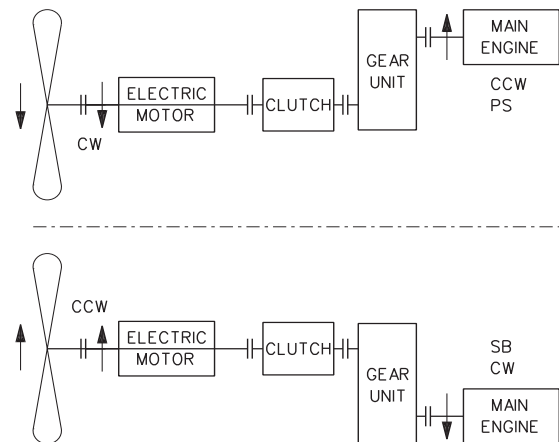 MAIN
ENGINE
GEAR
UNIT
ELECTRIC
MOTOR
CLUTCH
CCW
PS
CW
CCW
ELECTRIC
MOTOR
CLUTCH
SB
CW
GEAR
UNIT
MAIN
ENGINE